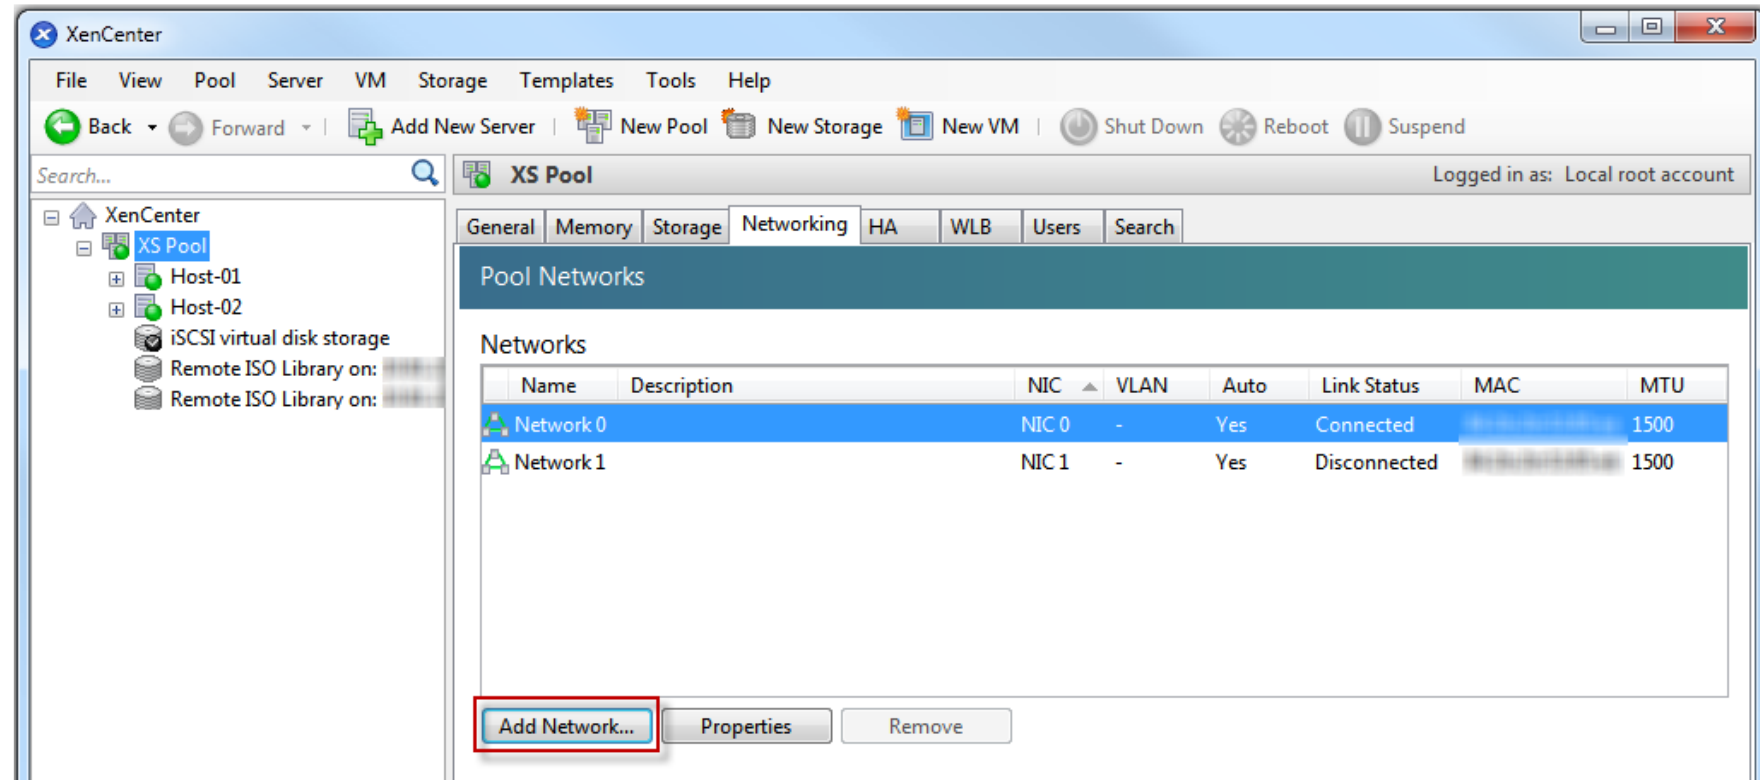 XenCenter
File View Pool Server VM Storage Templates Tools Help
Back Forward Add New Server New Pool New Storage New VM Shut Down Reboot Suspend
Search...
XS Pool Logged in as: Local root account
XenCenter
XS Pool
Host-01
Host-02
iSCSI virtual disk storage
Remote ISO Library on:
Remote ISO Library on:
General Memory Storage Networking HA WLB Users Search
Pool Networks
Networks
Name Description NIC VLAN Auto Link Status MAC MTU
Network 0 NIC 0 - Yes Connected 1500
Network 1 NIC 1 - Yes Disconnected 1500
Add Network... Properties Remove